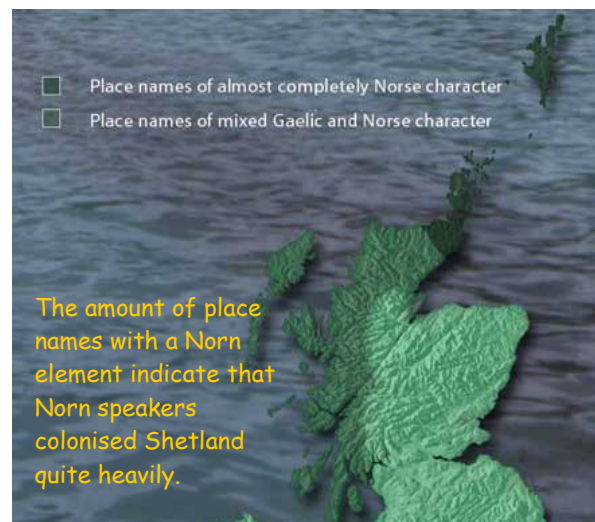 Place names of almost completely Norse character
Place names of mixed Gaelic and Norse character
The amount of place
names with a Norn
element indicate that
Norn speakers
colonised Shetland
quite heavily.